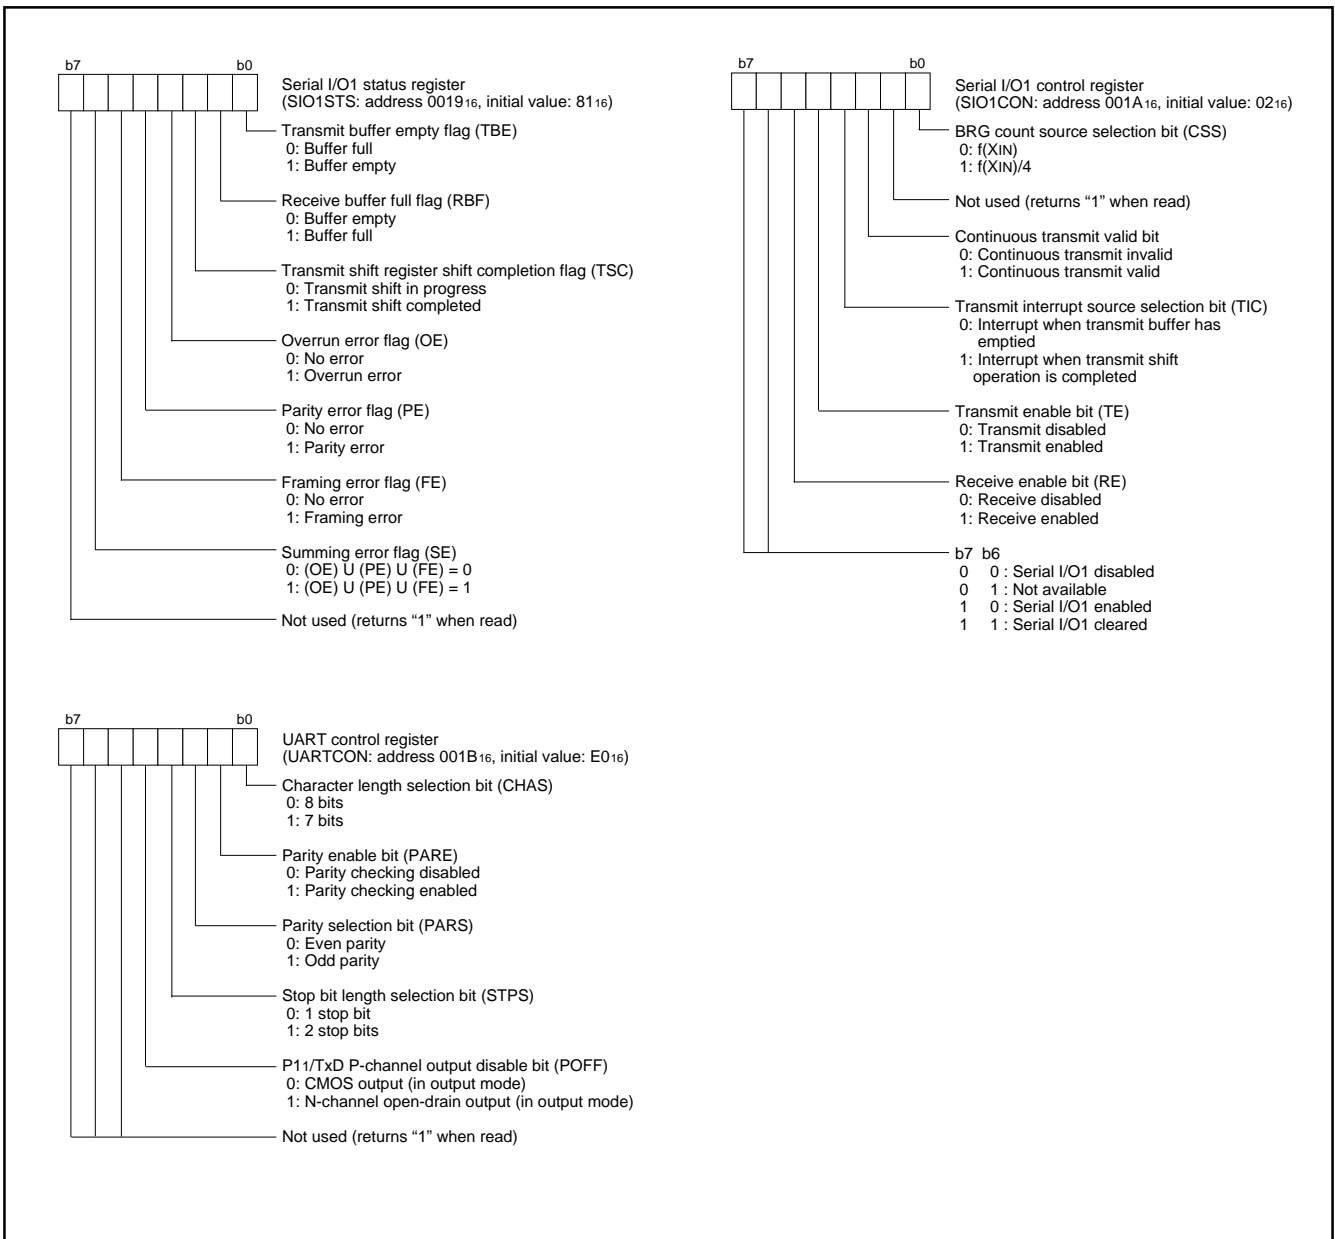 b7 b0
Serial I/O1 status register
(SIO1STS: address 001916, initial value: 8116)
Transmit buffer empty flag (TBE)
0: Buffer full
1: Buffer empty
Receive buffer full flag (RBF)
0: Buffer empty
1: Buffer full
Transmit shift register shift completion flag (TSC)
0: Transmit shift in progress
1: Transmit shift completed
Overrun error flag (OE)
0: No error
1: Overrun error
Parity error flag (PE)
0: No error
1: Parity error
Framing error flag (FE)
0: No error
1: Framing error
Summing error flag (SE)
0: (OE) U (PE) U (FE) = 0
1: (OE) U (PE) U (FE) = 1
Not used (returns “1” when read)
b7 b0
Serial I/O1 control register
(SIO1CON: address 001A16, initial value: 0216)
BRG count source selection bit (CSS)
0: f(XIN)
1: f(XIN)/4
Not used (returns “1” when read)
Continuous transmit valid bit
0: Continuous transmit invalid
1: Continuous transmit valid
Transmit interrupt source selection bit (TIC)
0: Interrupt when transmit buffer has
emptied
1: Interrupt when transmit shift
operation is completed
Transmit enable bit (TE)
0: Transmit disabled
1: Transmit enabled
Receive enable bit (RE)
0: Receive disabled
1: Receive enabled
b7 b6
0 0 : Serial I/O1 disabled
0 1 : Not available
1 0 : Serial I/O1 enabled
1 1 : Serial I/O1 cleared
b7 b0
UART control register
(UARTCON: address 001B16, initial value: E016)
Character length selection bit (CHAS)
0: 8 bits
1: 7 bits
Parity enable bit (PARE)
0: Parity checking disabled
1: Parity checking enabled
Parity selection bit (PARS)
0: Even parity
1: Odd parity
Stop bit length selection bit (STPS)
0: 1 stop bit
1: 2 stop bits
P11/TxD P-channel output disable bit (POFF)
0: CMOS output (in output mode)
1: N-channel open-drain output (in output mode)
Not used (returns “1” when read)